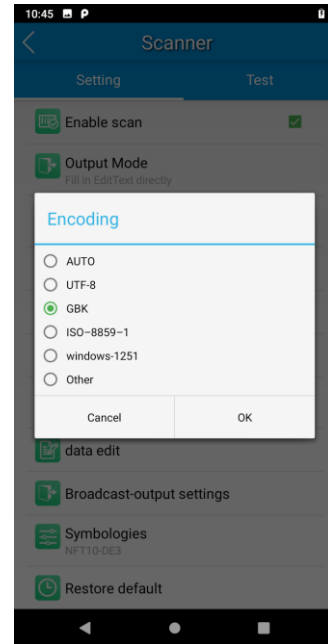 10:45
Scanner
Setting Test
Enable scan
Output Mode
Fill in EditText directly
Encoding
AUTO
UTF-8
GBK
ISO-8859-1
windows-1251
Other
Cancel OK
data edit
Broadcast-output settings
Symbologies
NFT10-DE3
Restore default